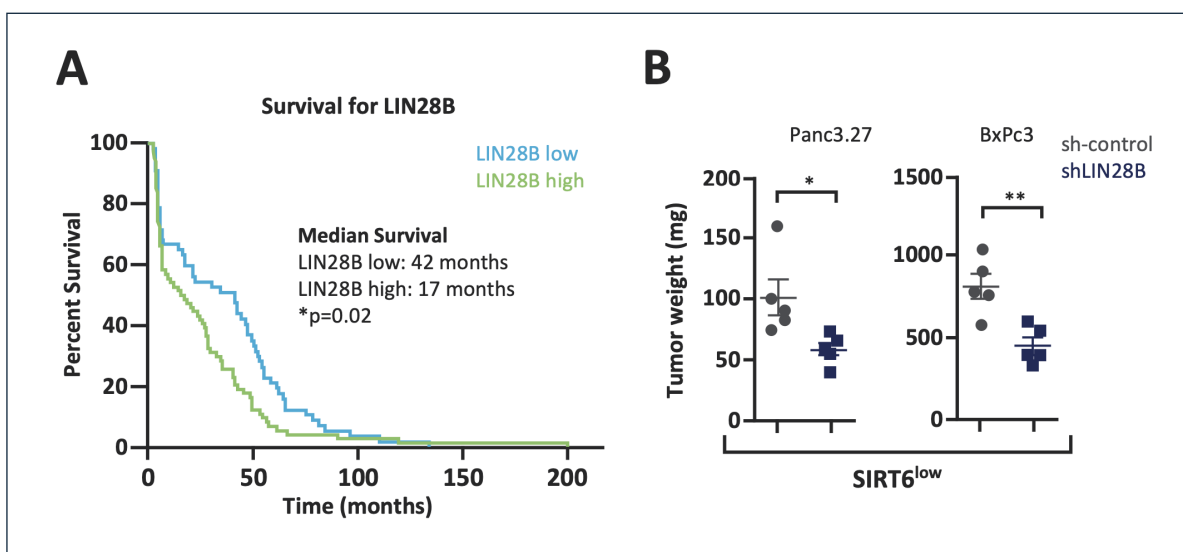 A
Survival for LIN28B
Percent Survival
100
80
60
40
20
0
LIN28B low
LIN28B high
Median Survival
LIN28B low: 42 months
LIN28B high: 17 months
*p=0.02
0 50 100 150 200
Time (months)
B
Panc3.27
BxPc3
sh-control
shLIN28B
Tumor weight (mg)
200
150
100
50
0
*
1500
1000
500
0
**
SIRT6low